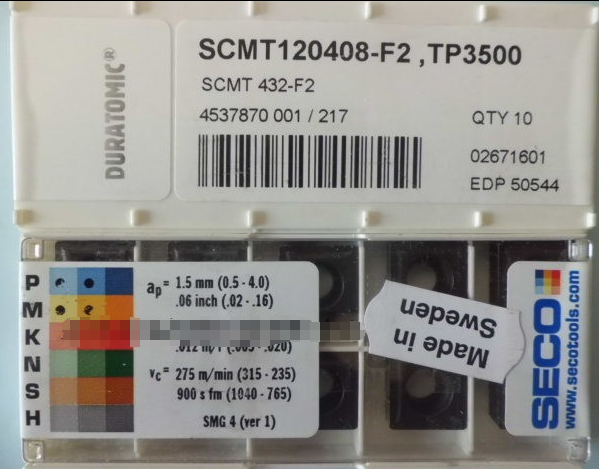 DURATOMIC®
SCMT120408-F2 ,TP3500
SCMT 432-F2
4537870 001 / 217
QTY 10
02671601
EDP 50544
P
M
K
N
S
H
ap = 1.5 mm (0.5 - 4.0)
.06 inch (.02 - .16)
vc = 275 m/min (315 - 235)
900 s fm (1040 - 765)
SMG 4 (ver 1)
Made in
Sweden
SECO
www.secotools.com